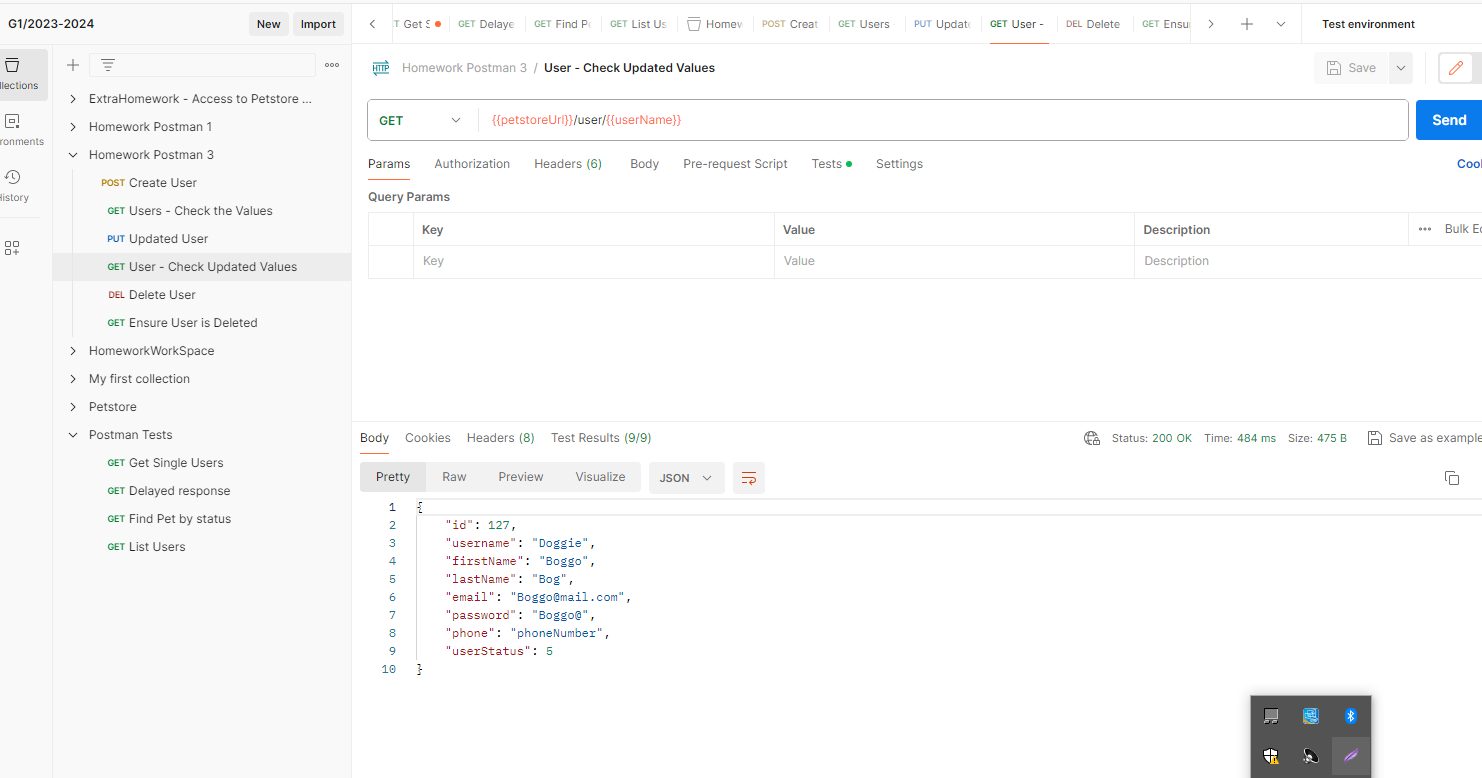 G1/2023-2024
New
Import
Get S
GET Delaye
GET Find P
GET List Us
Homew
POST Creat
GET Users
PUT Update
GET User -
DEL Delete
GET Ensu
Test environment
llections
ronments
History
ExtraHomework - Access to Petstore ...
Homework Postman 1
Homework Postman 3
POST Create User
GET Users - Check the Values
PUT Updated User
GET User - Check Updated Values
DEL Delete User
GET Ensure User is Deleted
HomeworkWorkSpace
My first collection
Petstore
Postman Tests
GET Get Single Users
GET Delayed response
GET Find Pet by status
GET List Users
HTTP Homework Postman 3 / User - Check Updated Values
Save
GET {{petstoreUrl}}/user/{{userName}}
Send
Params Authorization Headers (6) Body Pre-request Script Tests Settings
Cool
Query Params
Key Value Description ••• Bulk Ed
Key Value Description
Body Cookies Headers (8) Test Results (9/9)
Status: 200 OK Time: 484 ms Size: 475 B Save as example
Pretty Raw Preview Visualize JSON
1 {
2 "id": 127,
3 "username": "Doggie",
4 "firstName": "Boggo",
5 "lastName": "Bog",
6 "email": "Boggo@mail.com",
7 "password": "Boggo@",
8 "phone": "phoneNumber",
9 "userStatus": 5
10 }